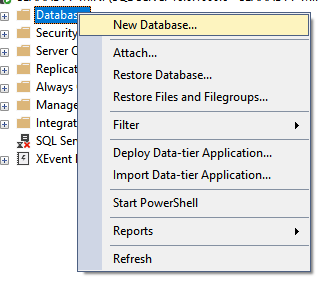 Databas
New Database...
Security
Attach...
Server O
Restore Database...
Replicat
Restore Files and Filegroups...
Always
Manage
Filter
Integrat
Deploy Data-tier Application...
SQL Ser
Import Data-tier Application...
XEvent
Start PowerShell
Reports
Refresh